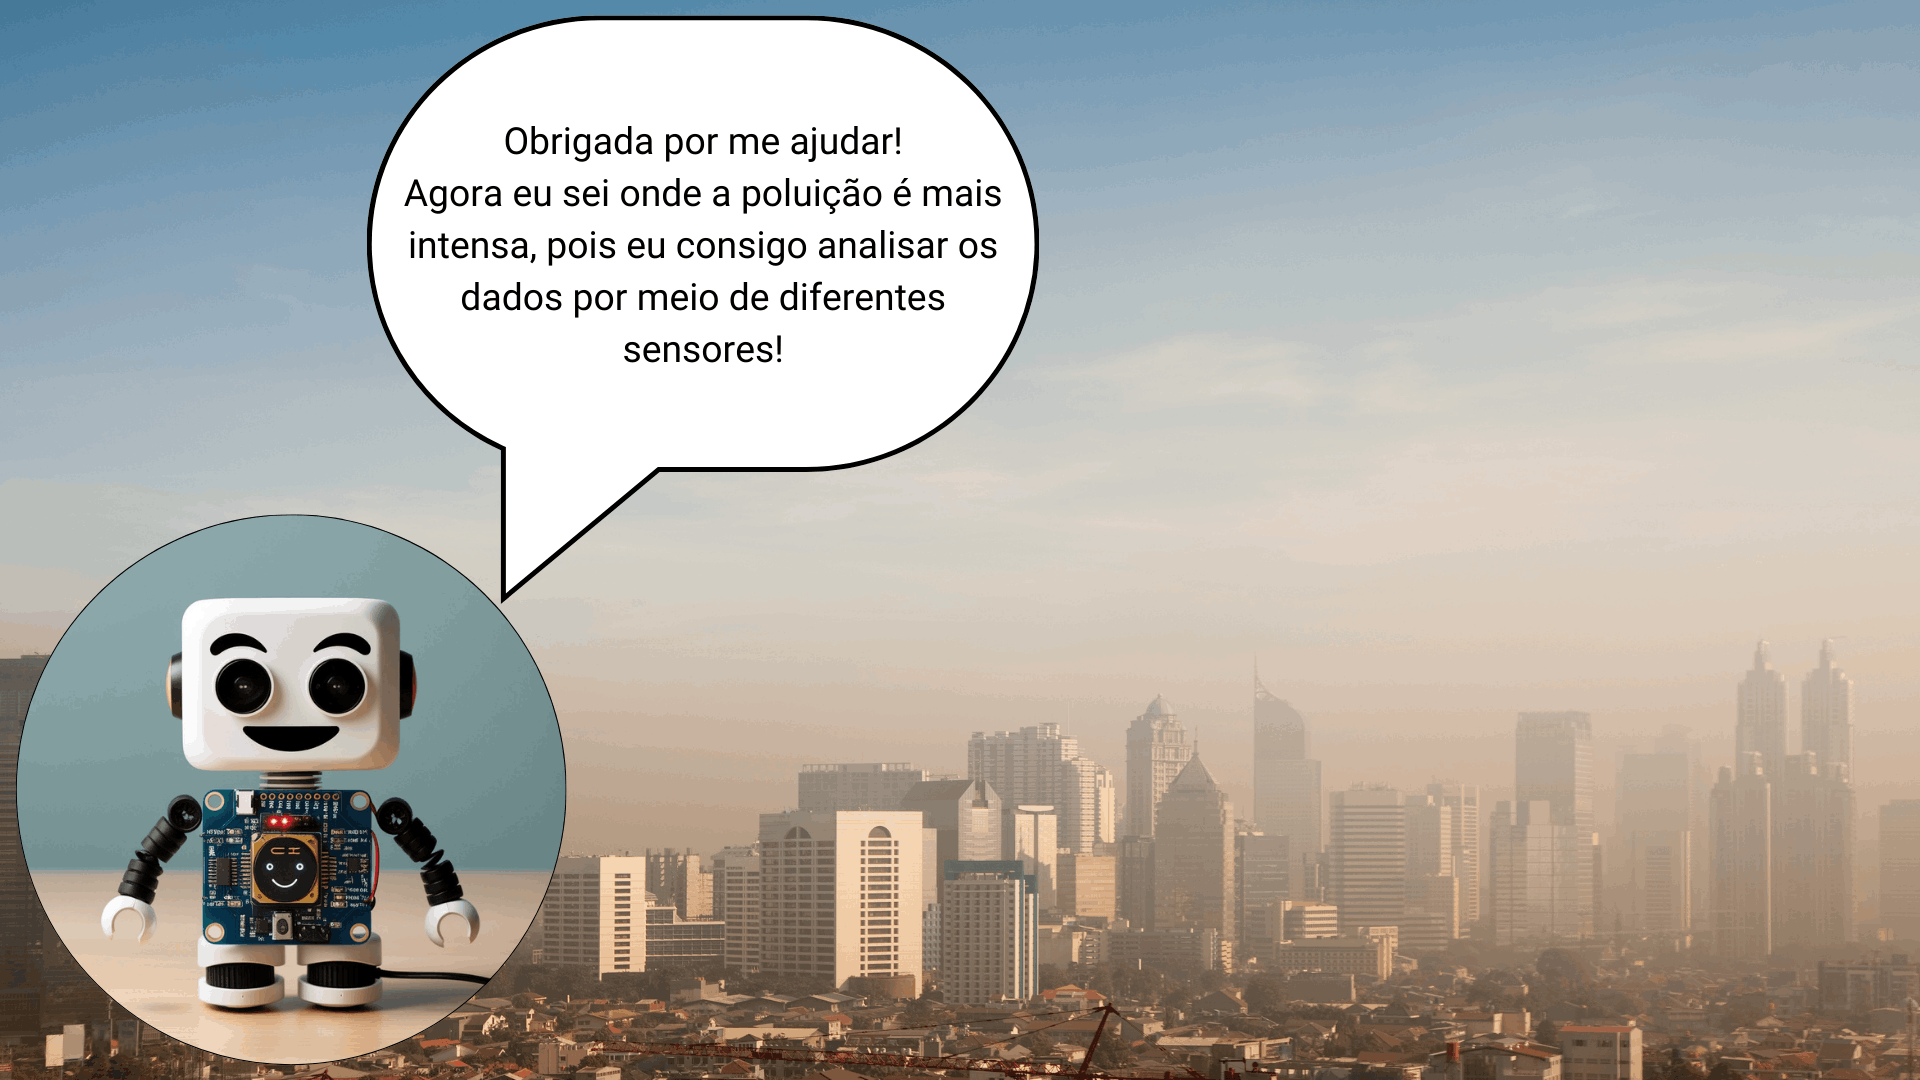 Obrigada por me ajudar!
Agora eu sei onde a poluição é mais
intensa, pois eu consigo analisar os
dados por meio de diferentes
sensores!